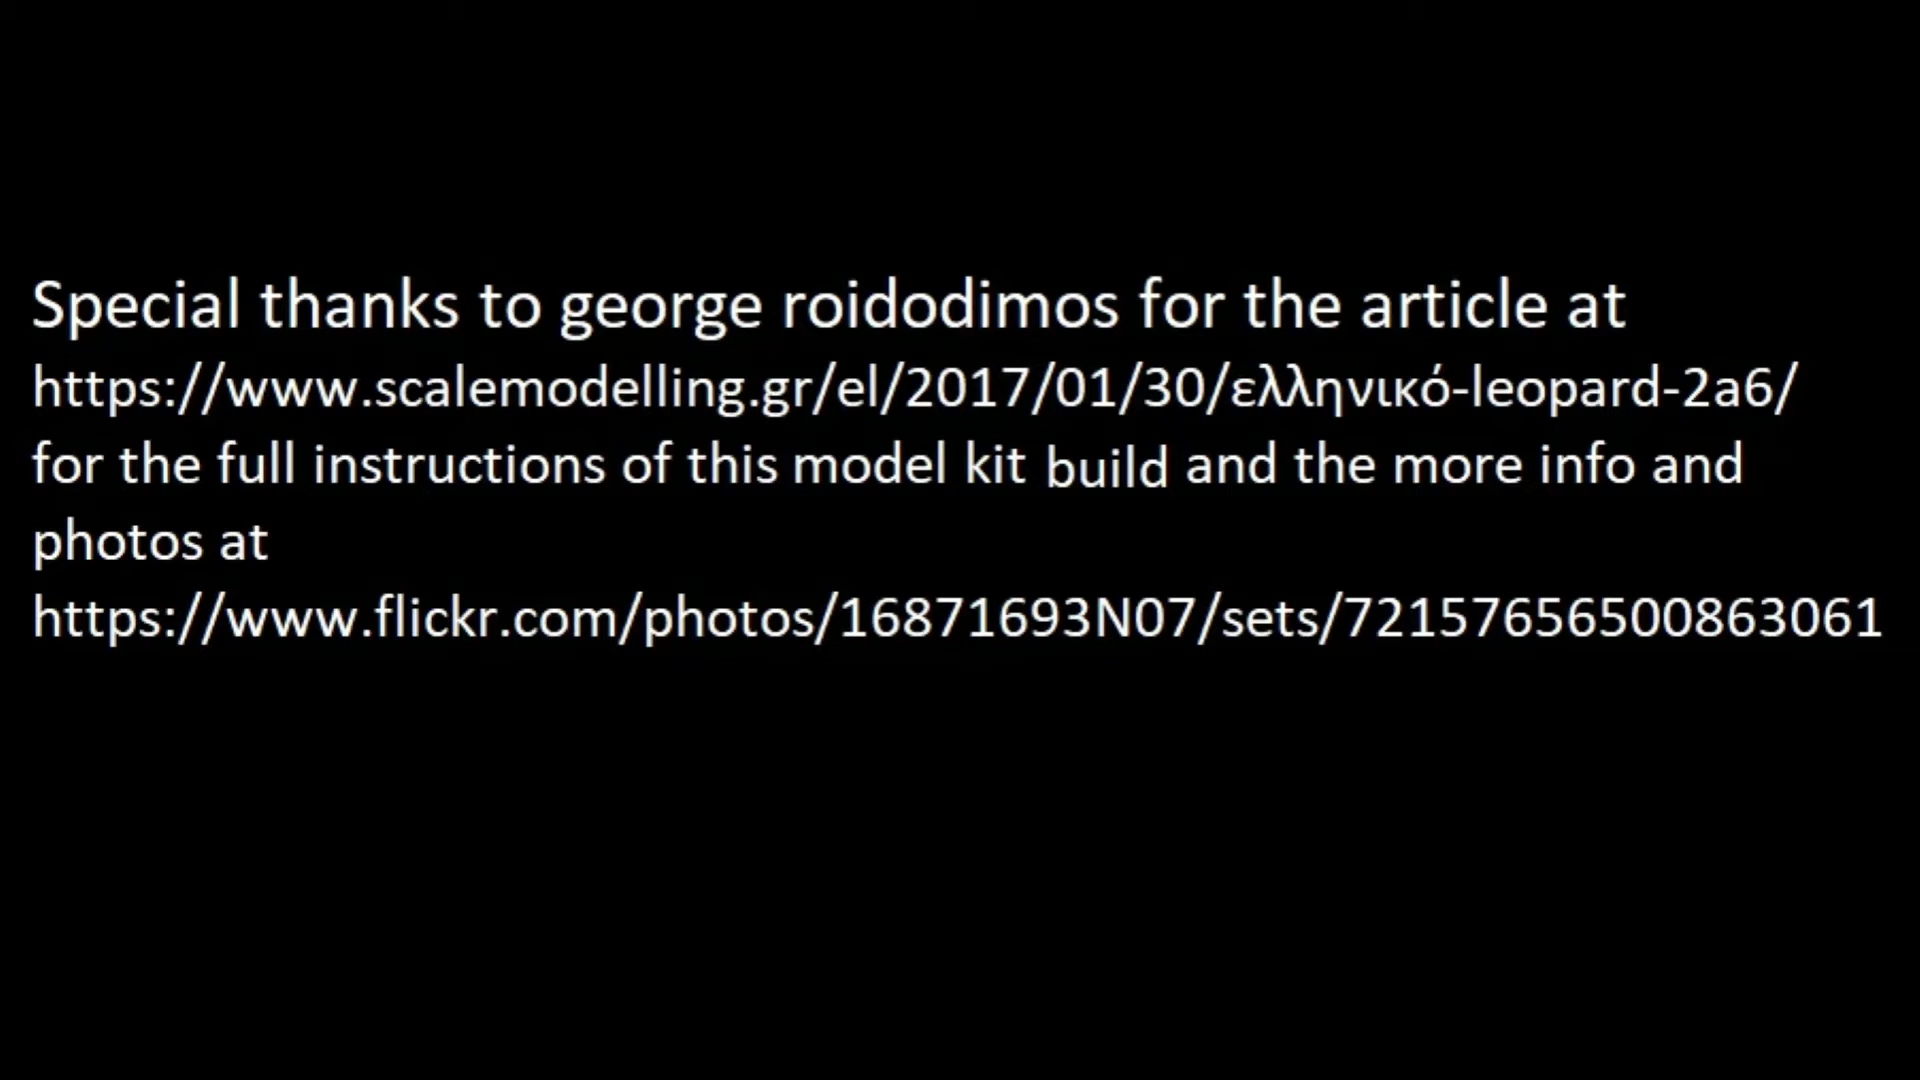 Special thanks to george roidodimos for the article at
https://www.scalemodelling.gr/el/2017/01/30/ελληνικό-leopard-2a6/
for the full instructions of this model kit build and the more info and
photos at
https://www.flickr.com/photos/16871693N07/sets/72157656500863061